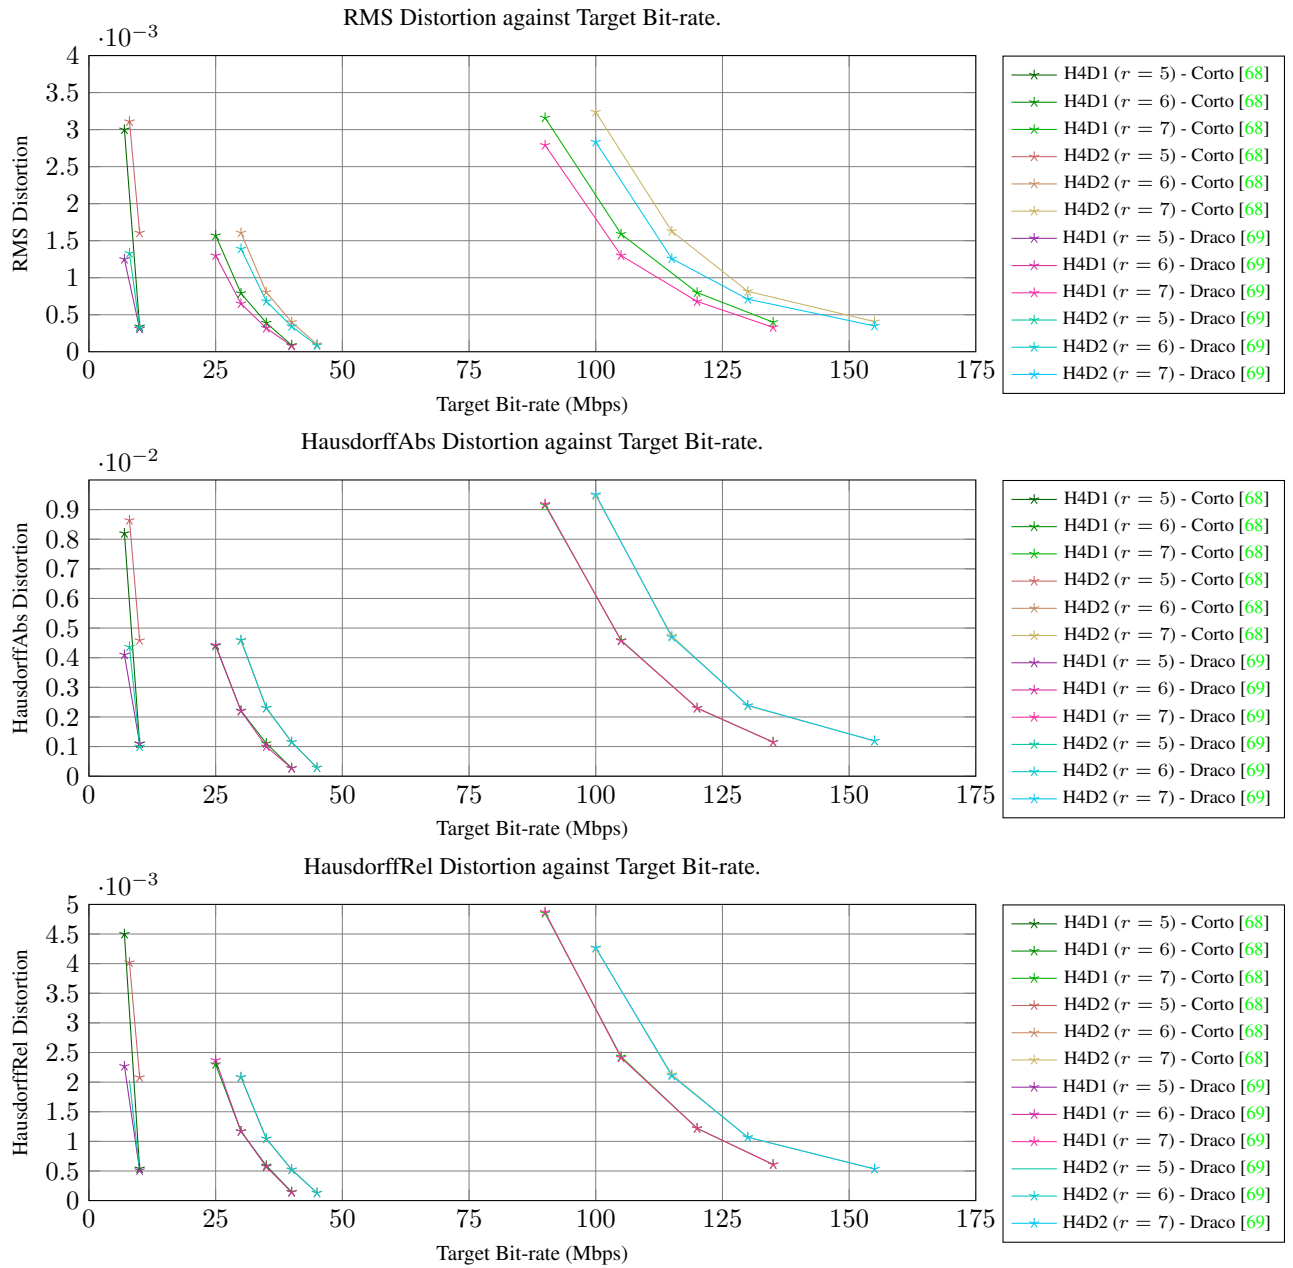 RMS Distortion against Target Bit-rate.
·10⁻³
4
3.5
3
2.5
2
1.5
1
0.5
0
RMS Distortion
0 25 50 75 100 125 150 175
Target Bit-rate (Mbps)
H4D1 (r = 5) - Corto [68]
H4D1 (r = 6) - Corto [68]
H4D1 (r = 7) - Corto [68]
H4D2 (r = 5) - Corto [68]
H4D2 (r = 6) - Corto [68]
H4D2 (r = 7) - Corto [68]
H4D1 (r = 5) - Draco [69]
H4D1 (r = 6) - Draco [69]
H4D1 (r = 7) - Draco [69]
H4D2 (r = 5) - Draco [69]
H4D2 (r = 6) - Draco [69]
H4D2 (r = 7) - Draco [69]
HausdorffAbs Distortion against Target Bit-rate.
·10⁻²
0.9
0.8
0.7
0.6
0.5
0.4
0.3
0.2
0.1
0
HausdorffAbs Distortion
0 25 50 75 100 125 150 175
Target Bit-rate (Mbps)
H4D1 (r = 5) - Corto [68]
H4D1 (r = 6) - Corto [68]
H4D1 (r = 7) - Corto [68]
H4D2 (r = 5) - Corto [68]
H4D2 (r = 6) - Corto [68]
H4D2 (r = 7) - Corto [68]
H4D1 (r = 5) - Draco [69]
H4D1 (r = 6) - Draco [69]
H4D1 (r = 7) - Draco [69]
H4D2 (r = 5) - Draco [69]
H4D2 (r = 6) - Draco [69]
H4D2 (r = 7) - Draco [69]
HausdorffRel Distortion against Target Bit-rate.
·10⁻³
5
4.5
4
3.5
3
2.5
2
1.5
1
0.5
0
HausdorffRel Distortion
0 25 50 75 100 125 150 175
Target Bit-rate (Mbps)
H4D1 (r = 5) - Corto [68]
H4D1 (r = 6) - Corto [68]
H4D1 (r = 7) - Corto [68]
H4D2 (r = 5) - Corto [68]
H4D2 (r = 6) - Corto [68]
H4D2 (r = 7) - Corto [68]
H4D1 (r = 5) - Draco [69]
H4D1 (r = 6) - Draco [69]
H4D1 (r = 7) - Draco [69]
H4D2 (r = 5) - Draco [69]
H4D2 (r = 6) - Draco [69]
H4D2 (r = 7) - Draco [69]